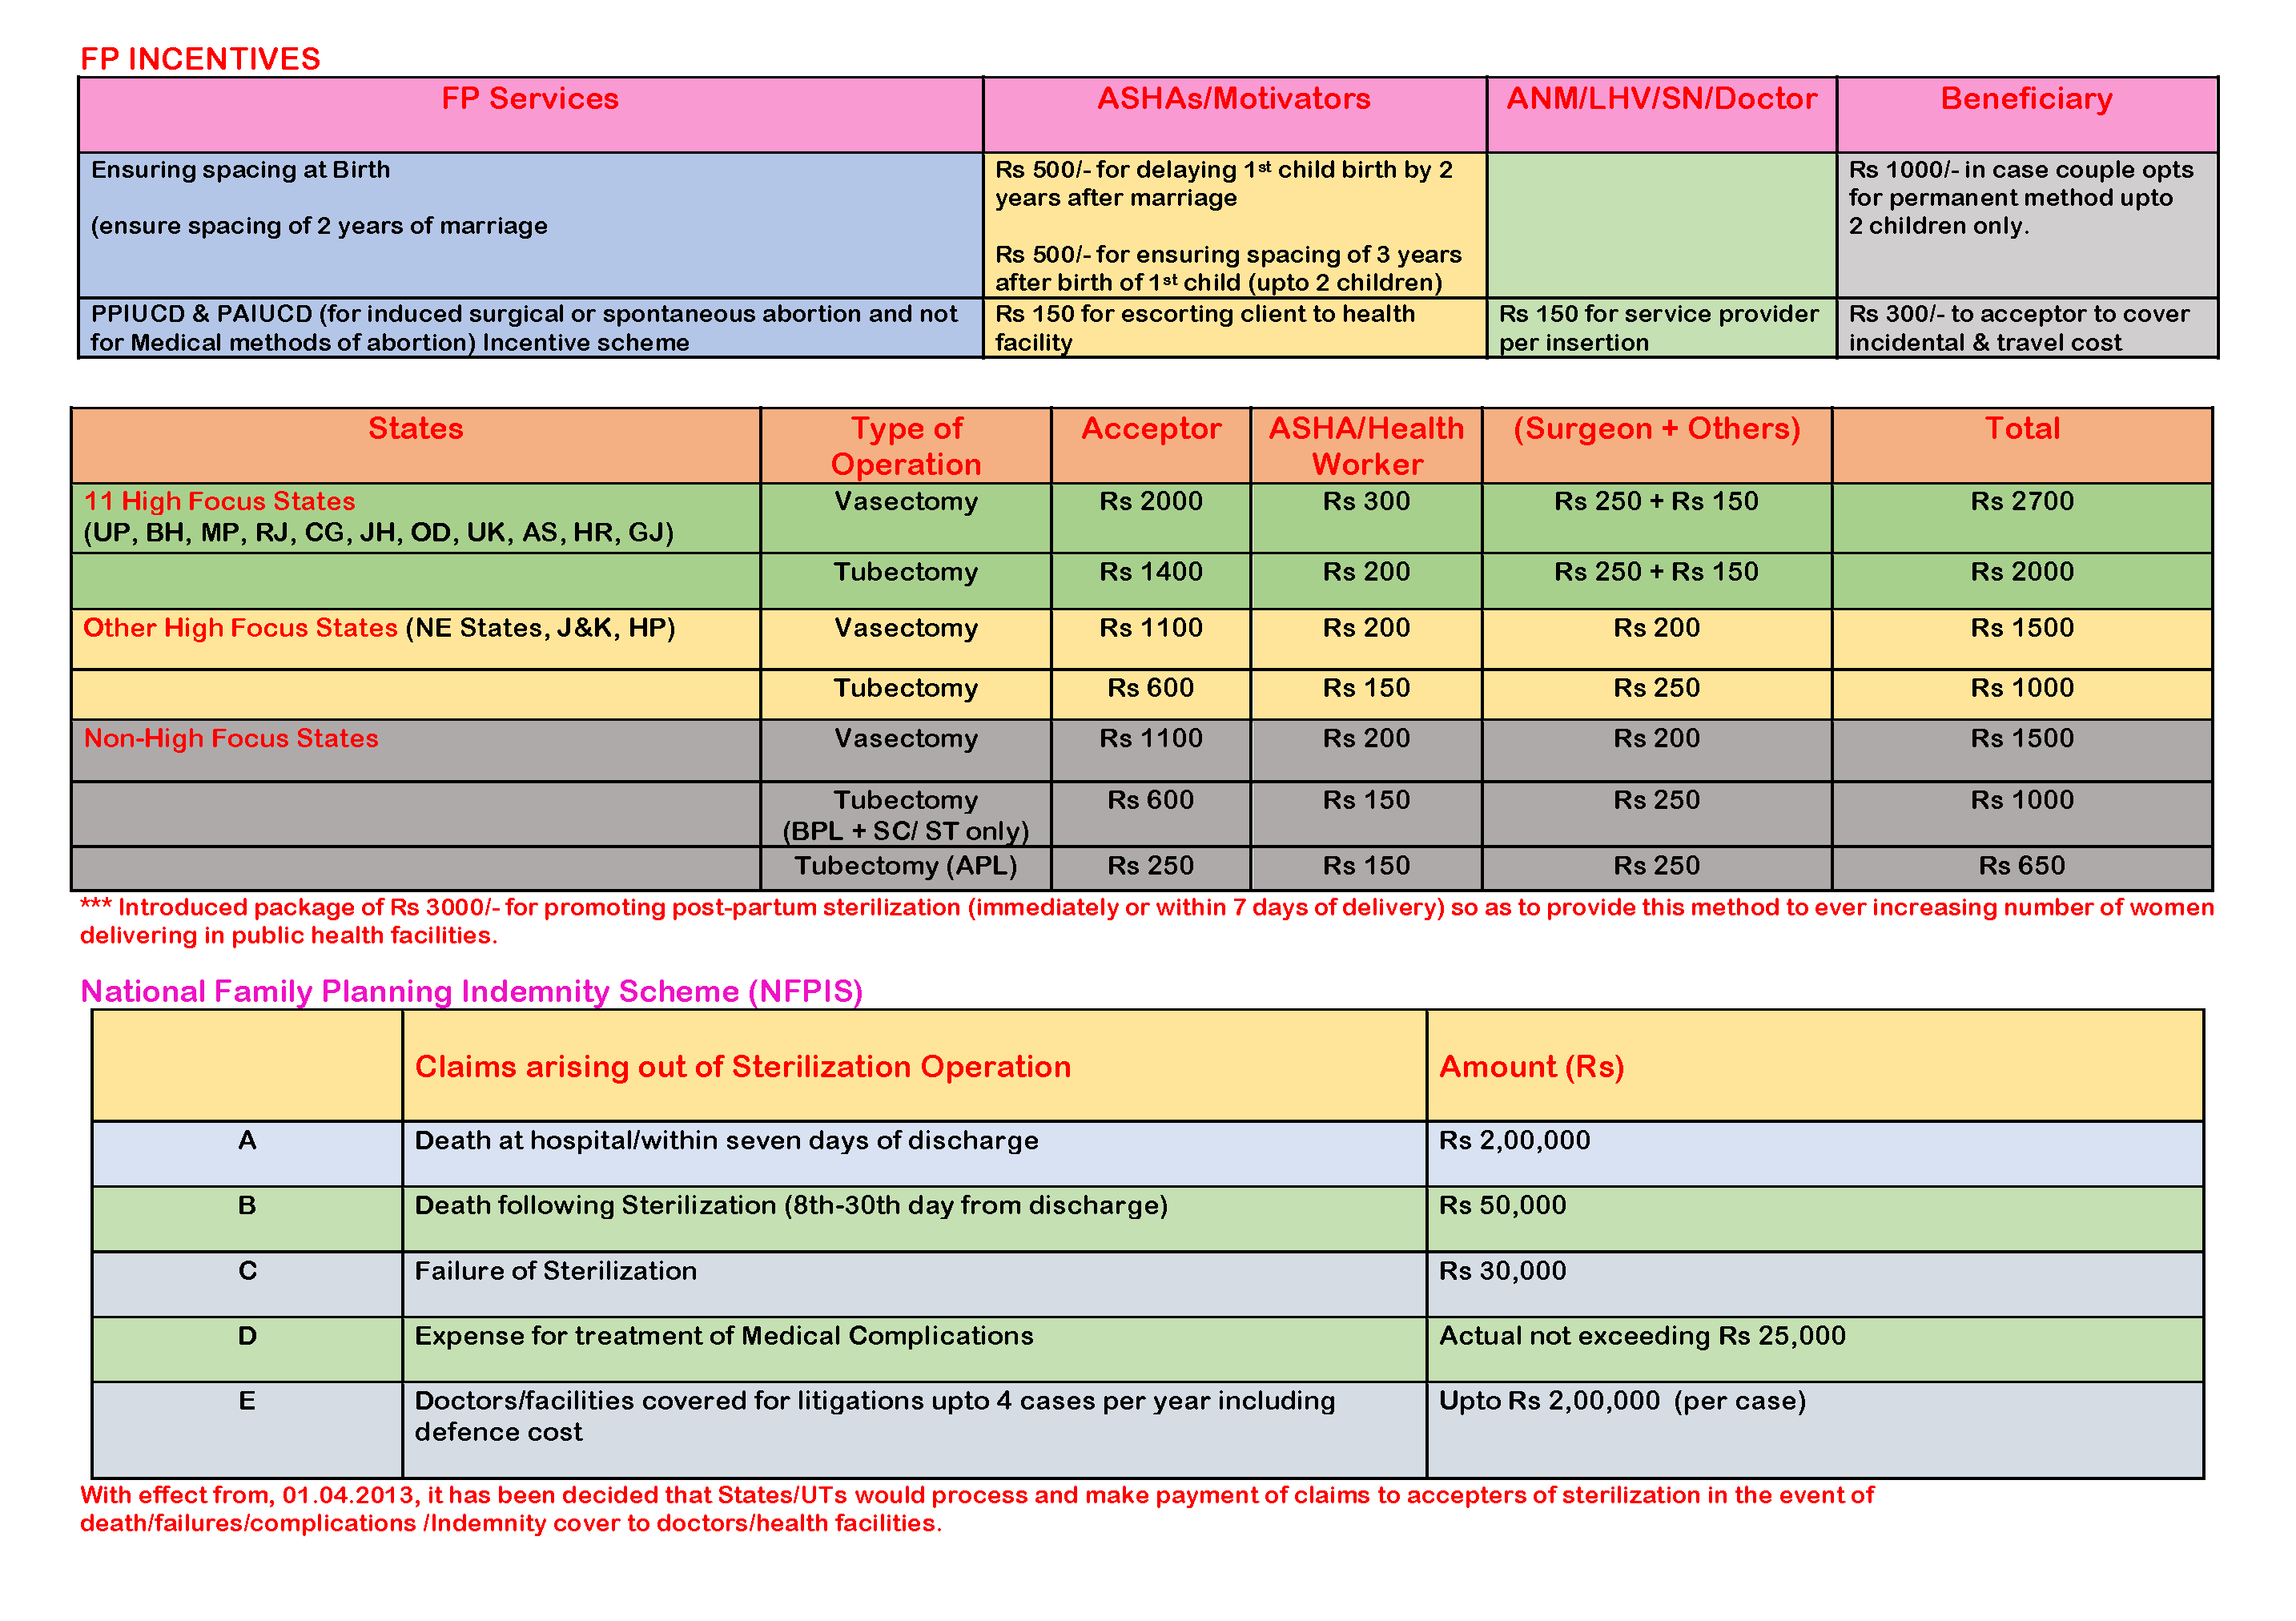 FP INCENTIVES
FP Services ASHAs/Motivators ANM/LHV/SN/Doctor Beneficiary
Ensuring spacing at Birth
(ensure spacing of 2 years of marriage
Rs 500/- for delaying 1st child birth by 2
years after marriage
Rs 500/- for ensuring spacing of 3 years
after birth of 1st child (upto 2 children)
Rs 1000/- in case couple opts
for permanent method upto
2 children only.
PPIUCD & PAIUCD (for induced surgical or spontaneous abortion and not
for Medical methods of abortion) Incentive scheme
Rs 150 for escorting client to health
facility
Rs 150 for service provider
per insertion
Rs 300/- to acceptor to cover
incidental & travel cost
States
Type of
Operation
Acceptor
ASHA/Health
Worker
(Surgeon + Others)
Total
11 High Focus States
(UP, BH, MP, RJ, CG, JH, OD, UK, AS, HR, GJ)
Vasectomy Rs 2000 Rs 300 Rs 250 + Rs 150 Rs 2700
Tubectomy Rs 1400 Rs 200 Rs 250 + Rs 150 Rs 2000
Other High Focus States (NE States, J&K, HP) Vasectomy Rs 1100 Rs 200 Rs 200 Rs 1500
Tubectomy Rs 600 Rs 150 Rs 250 Rs 1000
Non-High Focus States Vasectomy Rs 1100 Rs 200 Rs 200 Rs 1500
Tubectomy
(BPL + SC/ ST only)
Rs 600 Rs 150 Rs 250 Rs 1000
Tubectomy (APL) Rs 250 Rs 150 Rs 250 Rs 650
*** Introduced package of Rs 3000/- for promoting post-partum sterilization (immediately or within 7 days of delivery) so as to provide this method to ever increasing number of women
delivering in public health facilities.
National Family Planning Indemnity Scheme (NFPIS)
Claims arising out of Sterilization Operation Amount (Rs)
A Death at hospital/within seven days of discharge Rs 2,00,000
B Death following Sterilization (8th-30th day from discharge) Rs 50,000
C Failure of Sterilization Rs 30,000
D Expense for treatment of Medical Complications Actual not exceeding Rs 25,000
E Doctors/facilities covered for litigations upto 4 cases per year including
defence cost
Upto Rs 2,00,000 (per case)
With effect from, 01.04.2013, it has been decided that States/UTs would process and make payment of claims to accepters of sterilization in the event of
death/failures/complications /Indemnity cover to doctors/health facilities.